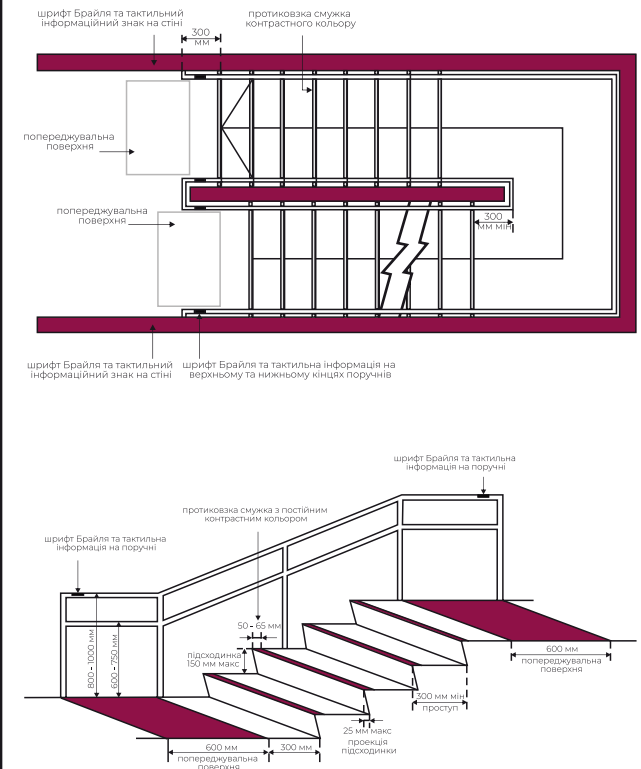 шрифт Брайля та тактильний
інформаційний знак на стіні
протиковзка смужка
контрастного кольору
300
мм
попереджувальна
поверхня
попереджувальна
поверхня
300
мм мін
шрифт Брайля та тактильний
інформаційний знак на стіні
шрифт Брайля та тактильна інформація на
верхньому та нижньому кінцях поручнів
шрифт Брайля та тактильна
інформація на поручні
протиковзка смужка з постійним
контрастним кольором
шрифт Брайля та тактильна
інформація на поручні
50 - 65 мм
підсходинка
150 мм макс
800 - 1000 мм
600 - 750 мм
600 мм
попереджувальна
поверхня
300 мм мін
проступ
25 мм макс
проекція
підсходинки
600 мм
попереджувальна
поверхня
300 мм